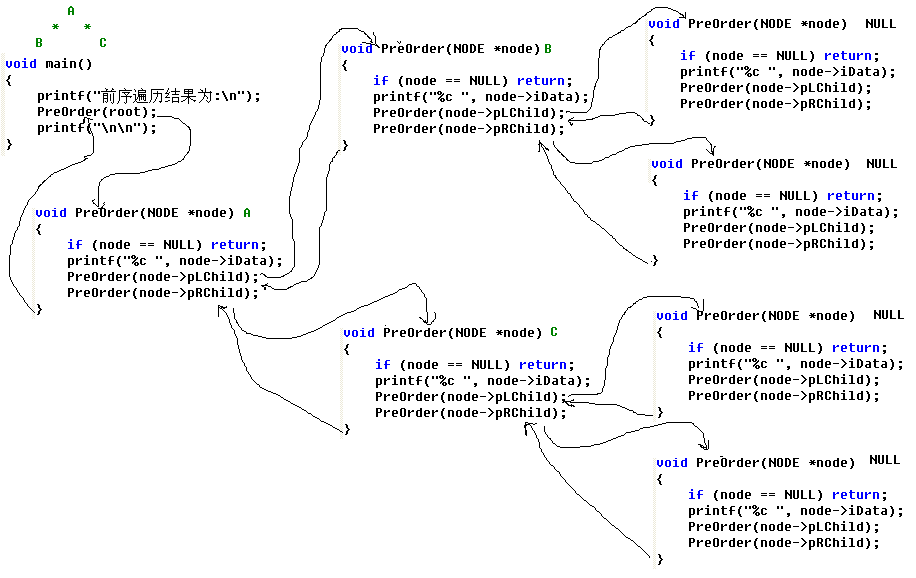 A
* *
B C
void main()
{
printf("前序遍历结果为:\n");
PreOrder(root);
printf("\n\n");
}
void PreOrder(NODE *node) A
{
if (node == NULL) return;
printf("%c ", node->iData);
PreOrder(node->pLChild);
PreOrder(node->pRChild);
}
void PreOrder(NODE *node) B
{
if (node == NULL) return;
printf("%c ", node->iData);
PreOrder(node->pLChild);
PreOrder(node->pRChild);
}
void PreOrder(NODE *node) C
{
if (node == NULL) return;
printf("%c ", node->iData);
PreOrder(node->pLChild);
PreOrder(node->pRChild);
}
void PreOrder(NODE *node) NULL
{
if (node == NULL) return;
printf("%c ", node->iData);
PreOrder(node->pLChild);
PreOrder(node->pRChild);
}
void PreOrder(NODE *node) NULL
{
if (node == NULL) return;
printf("%c ", node->iData);
PreOrder(node->pLChild);
PreOrder(node->pRChild);
}
void PreOrder(NODE *node) NULL
{
if (node == NULL) return;
printf("%c ", node->iData);
PreOrder(node->pLChild);
PreOrder(node->pRChild);
}
void PreOrder(NODE *node) NULL
{
if (node == NULL) return;
printf("%c ", node->iData);
PreOrder(node->pLChild);
PreOrder(node->pRChild);
}